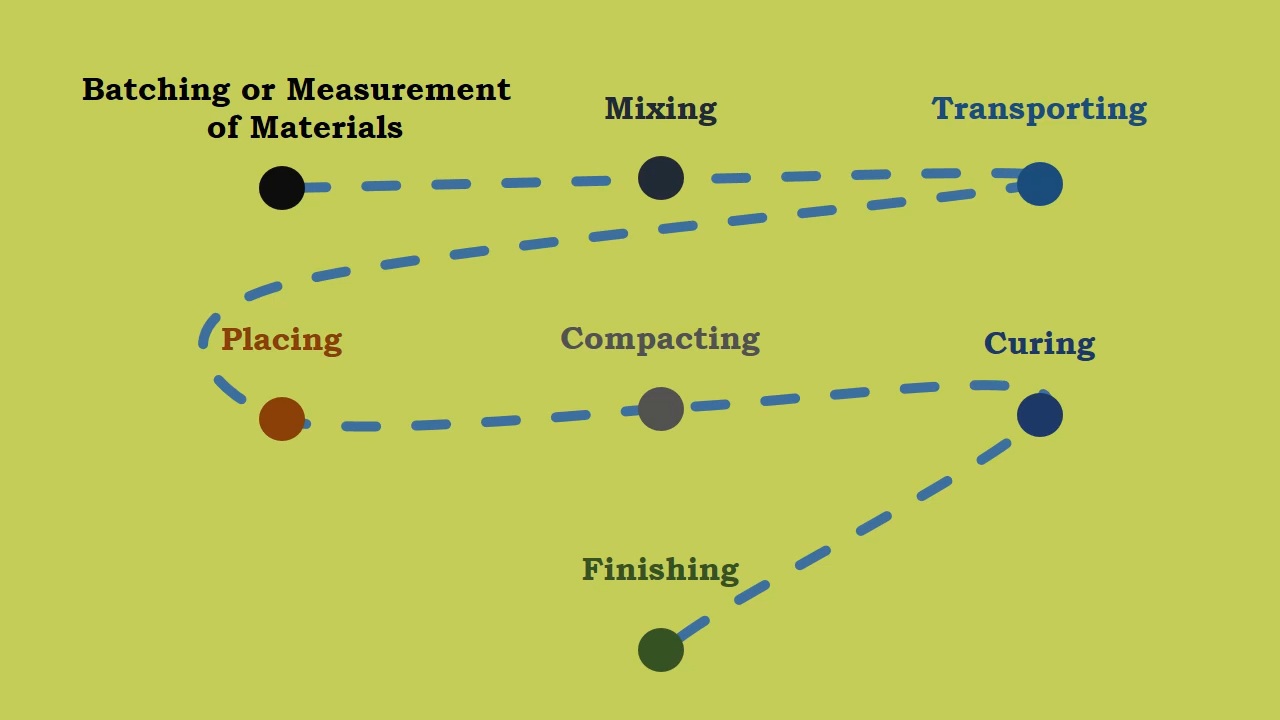 Batching or Measurement
of Materials
Mixing
Transporting
Placing
Compacting
Curing
Finishing